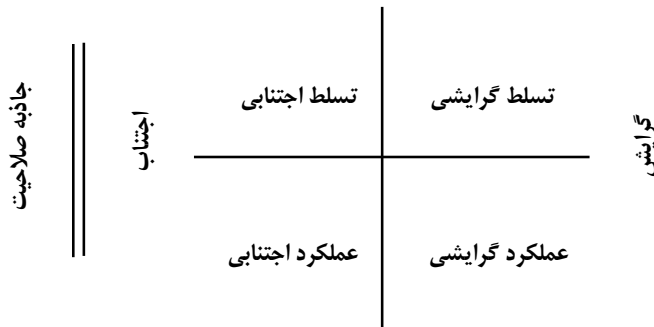 گرایش
تسلط گرایشی
تسلط اجتنابی
عملکرد گرایشی
عملکرد اجتنابی
اجتناب
جاذبه صلاحیت